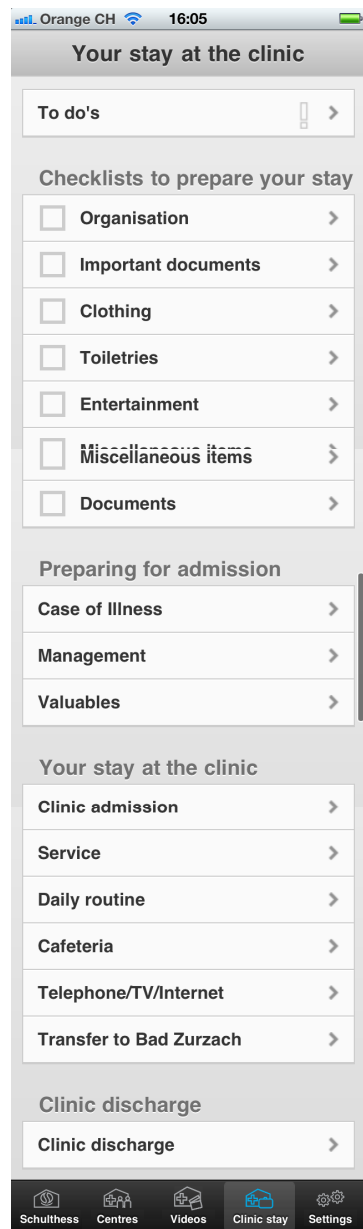 Orange CH 16:05
Your stay at the clinic
To do's
Checklists to prepare your stay
Organisation
Important documents
Clothing
Toiletries
Entertainment
Miscellaneous items
Miscellaneous items
Documents
Preparing for admission
Case of Illness
Management
Valuables
Your stay at the clinic
Clinic admission
Service
Daily routine
Cafeteria
Telephone/TV/Internet
Transfer to Bad Zurzach
Clinic discharge
Clinic discharge
Schulthess Centres Videos Clinic stay Settings